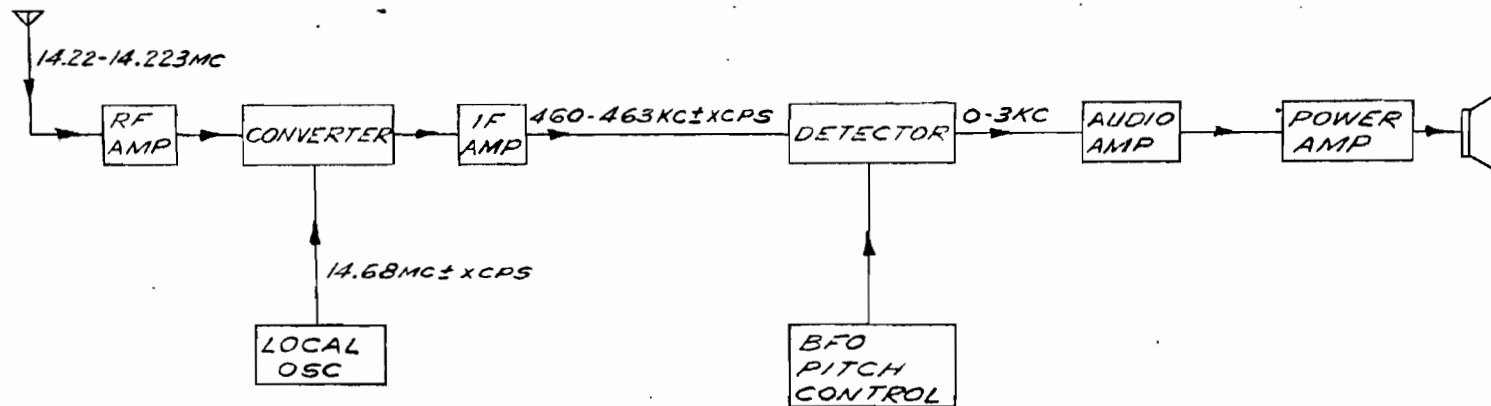 14.22-14.223MC
RF
AMP
CONVERTER
IF
AMP
460-463KC±XCPS
DETECTOR
0-3KC
AUDIO
AMP
POWER
AMP
14.68MC± XCPS
LOCAL
OSC
BFO
PITCH
CONTROL